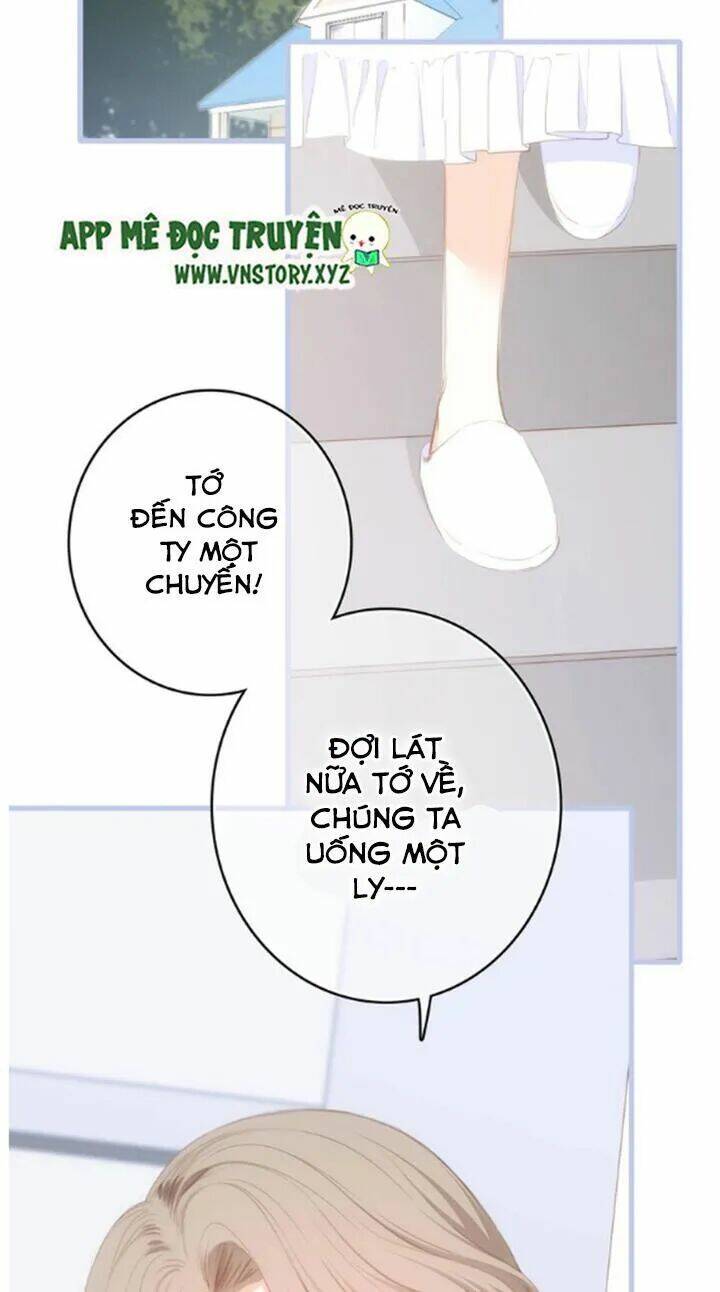 MÊ ĐỌC TRUYỆN
APP MÊ ĐỌC TRUYỆN
WWW.VNSTORY.XYZ
TỚ
ĐẾN CÔNG
TY MỘT
CHUYẾN!
ĐỢI LÁT
NỮA TỚ VỀ,
CHÚNG TA
UỐNG MỘT
LY---